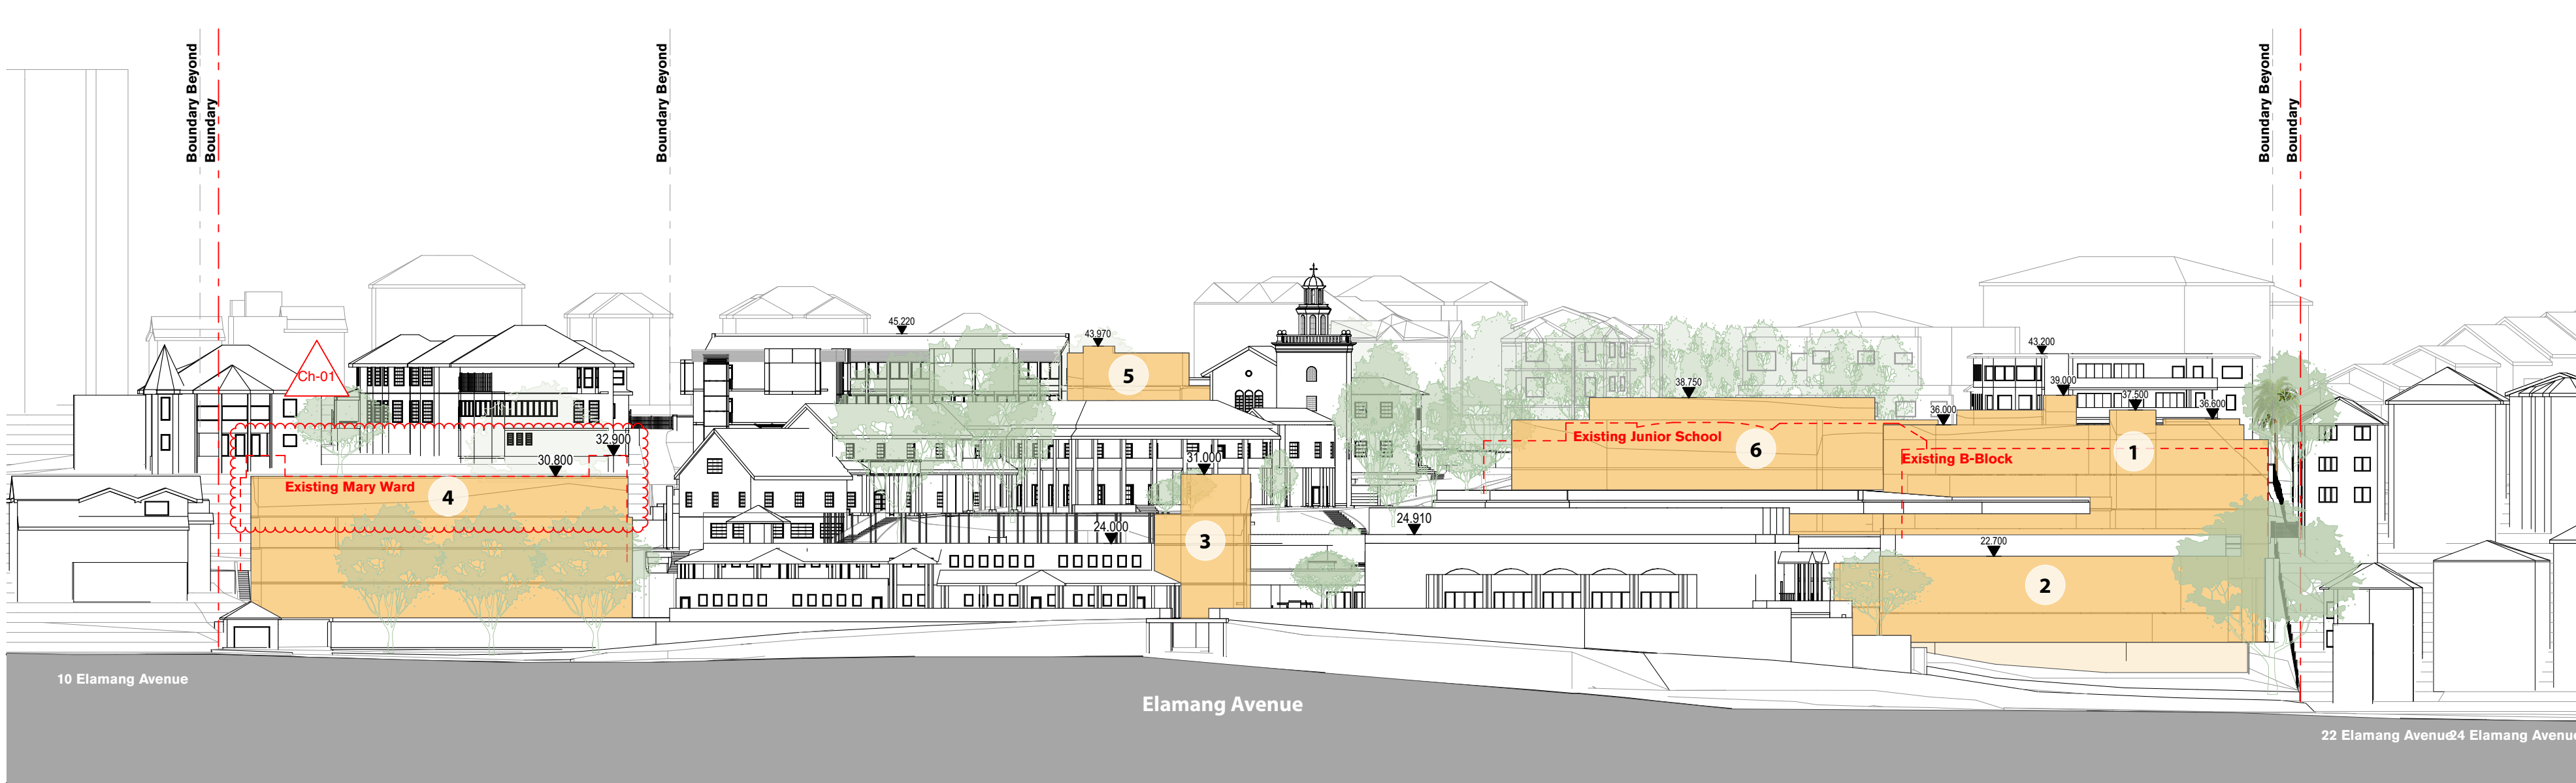 Boundary Beyond
Boundary
Boundary Beyond
Boundary Beyond
Boundary
Ch-01
45.220
43.970
5
43.200
39.000
38.750
37.500
36.600
36.000
32.900
30.800
Existing Mary Ward
4
31.000
24.000
3
24.910
Existing Junior School
6
Existing B-Block
1
22.700
2
10 Elamang Avenue
Elamang Avenue
22 Elamang Avenue
24 Elamang Avenue